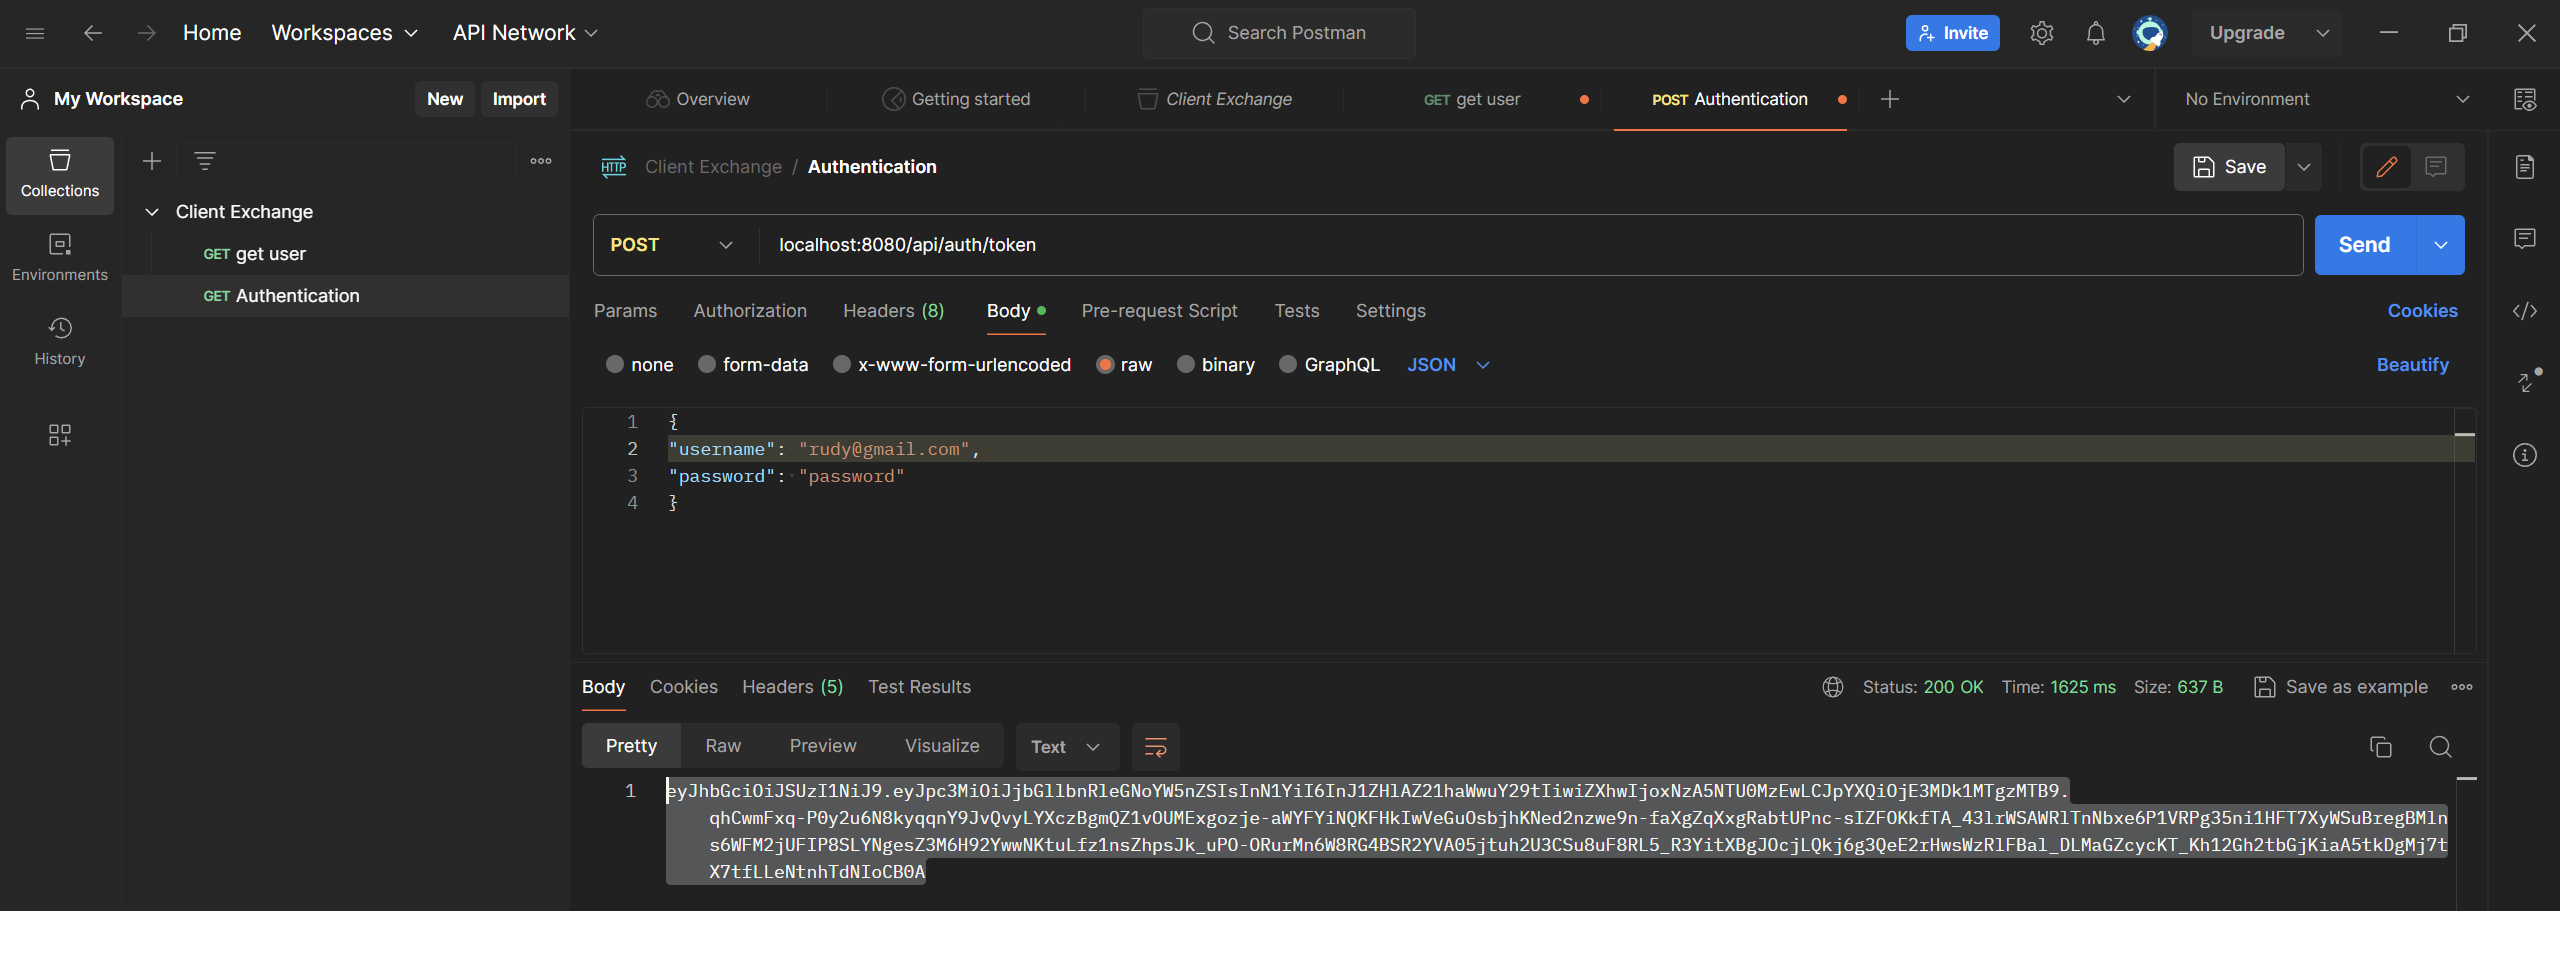 Home Workspaces API Network Search Postman Invite Upgrade
My Workspace New Import Overview Getting started Client Exchange GET get user POST Authentication No Environment
Collections
Environments
History
Client Exchange
GET get user
GET Authentication
HTTP Client Exchange / Authentication Save
POST localhost:8080/api/auth/token Send
Params Authorization Headers (8) Body Pre-request Script Tests Settings Cookies
none form-data x-www-form-urlencoded raw binary GraphQL JSON Beautify
1 {
2 "username": "rudy@gmail.com",
3 "password": "password"
4 }
Body Cookies Headers (5) Test Results Status: 200 OK Time: 1625 ms Size: 637 B Save as example
Pretty Raw Preview Visualize Text
1 eyJhbGciOiJSUzI1NiJ9.eyJpc3MiOiJjbGllbnRleGNoYW5nZSIsInN1YiI6InJ1ZHlAZ21haWwuY29tIiwiZXhwIjoxNzA5NTU0MzEwLCJpYXQiOjE3MDk1MTgzMTB9.
qhCwmFxq-P0y2u6N8kyqqnY9JvQvyLYXczBgmQZ1vOUMExgozje-aWYFYiNQKFHkIwVeGuOsbjhKNed2nzwe9n-faXgZqXxgRabtUPnc-sIZFOKkfTA_43lrWSAWRlTnNbxe6P1VRPg35ni1HFT7XyWSuBregBMln
s6WFM2jUFIP8SLYNgesZ3M6H92YwwNKtuLfz1nsZhpsJk_uPO-ORurMn6W8RG4BSR2YVA05jtuh2U3CSu8uF8RL5_R3YitXBgJOcjLQkj6g3QeE2rHwsWzRlFBal_DLMaGZcycKT_Kh12Gh2tbGjKiaA5tkDgMj7t
X7tfLLeNtnhTdNIoCB0A